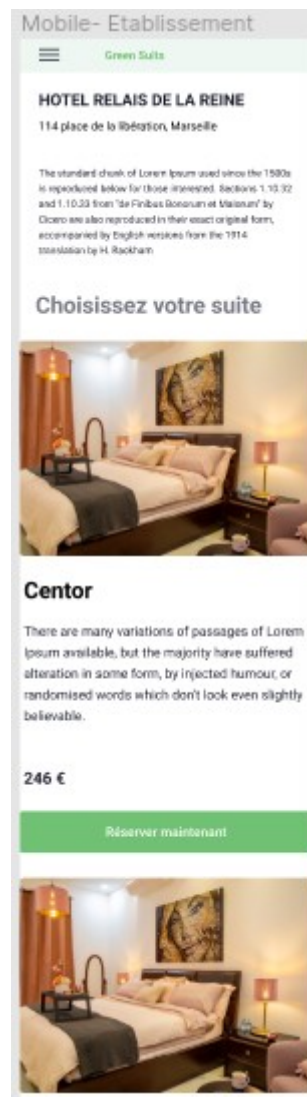 Mobile- Etablissement
Green Suits
HOTEL RELAIS DE LA REINE
114 place de la libération, Marseille
The standard chunk of Lorem Ipsum used since the 1500s
is reproduced below for those interested. Sections 1.10.32
and 1.10.33 from "de Finibus Bonorum et Malorum" by
Cicero are also reproduced in their exact original form,
accompanied by English versions from the 1914
translation by H. Rackham
Choisissez votre suite
Centor
There are many variations of passages of Lorem
Ipsum available, but the majority have suffered
alteration in some form, by injected humour, or
randomised words which don't look even slightly
believable.
246 €
Réserver maintenant